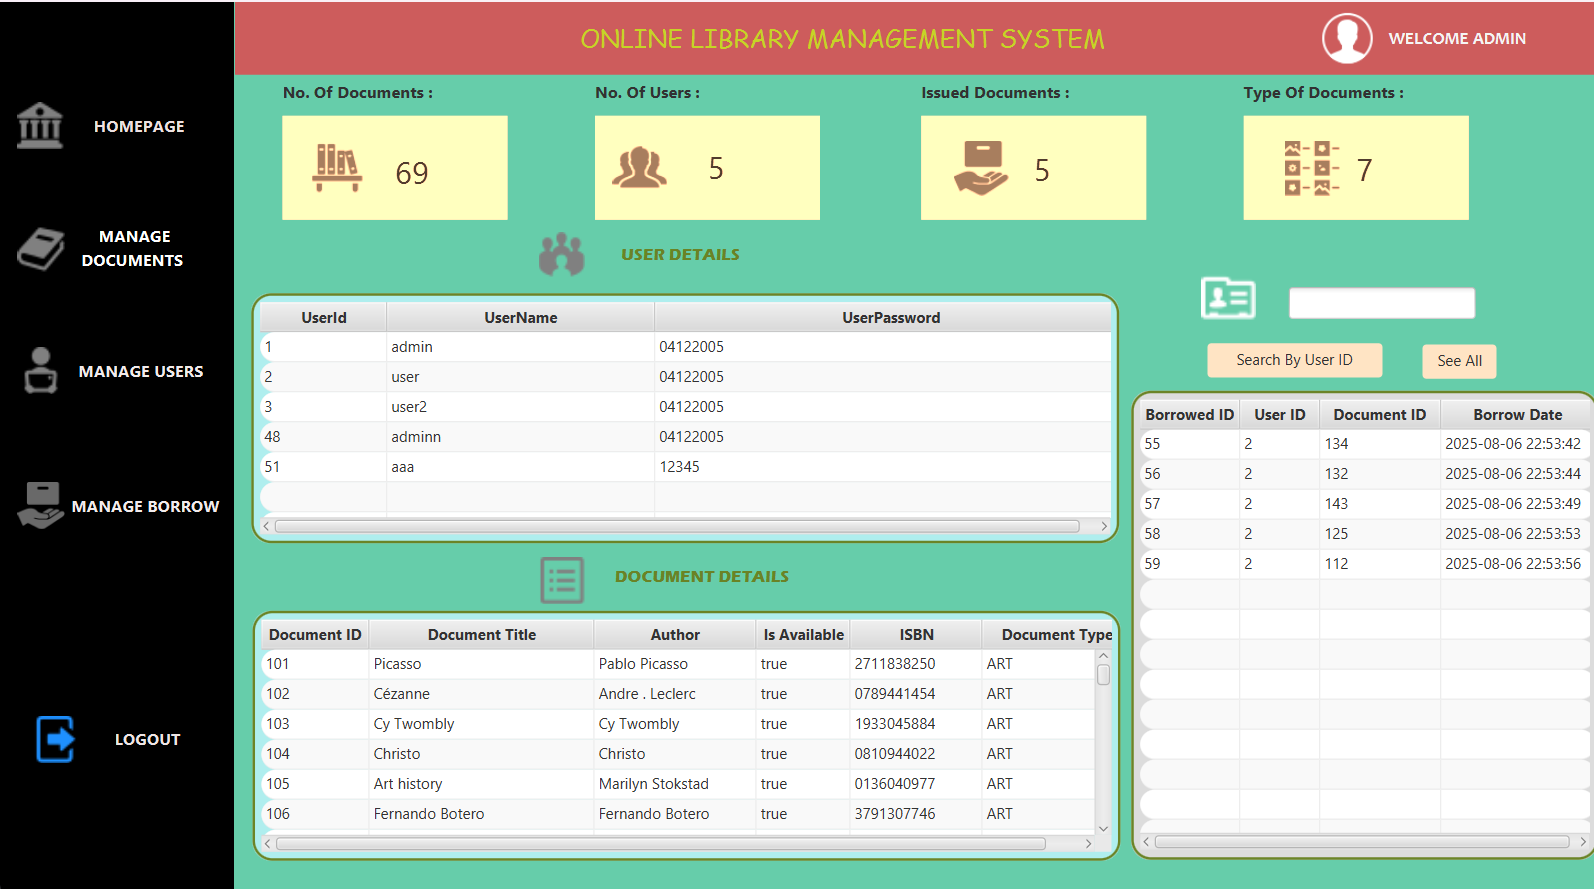 ONLINE LIBRARY MANAGEMENT SYSTEM
WELCOME ADMIN
HOMEPAGE
MANAGE
DOCUMENTS
MANAGE USERS
MANAGE BORROW
LOGOUT
No. Of Documents :
69
No. Of Users :
5
Issued Documents :
5
Type Of Documents :
7
USER DETAILS
UserId UserName UserPassword
1 admin 04122005
2 user 04122005
3 user2 04122005
48 adminn 04122005
51 aaa 12345
DOCUMENT DETAILS
Document ID Document Title Author Is Available ISBN Document Type
101 Picasso Pablo Picasso true 2711838250 ART
102 Cézanne Andre . Leclerc true 0789441454 ART
103 Cy Twombly Cy Twombly true 1933045884 ART
104 Christo Christo true 0810944022 ART
105 Art history Marilyn Stokstad true 0136040977 ART
106 Fernando Botero Fernando Botero true 3791307746 ART
Search By User ID
See All
Borrowed ID User ID Document ID Borrow Date
55 2 134 2025-08-06 22:53:42
56 2 132 2025-08-06 22:53:44
57 2 143 2025-08-06 22:53:49
58 2 125 2025-08-06 22:53:53
59 2 112 2025-08-06 22:53:56